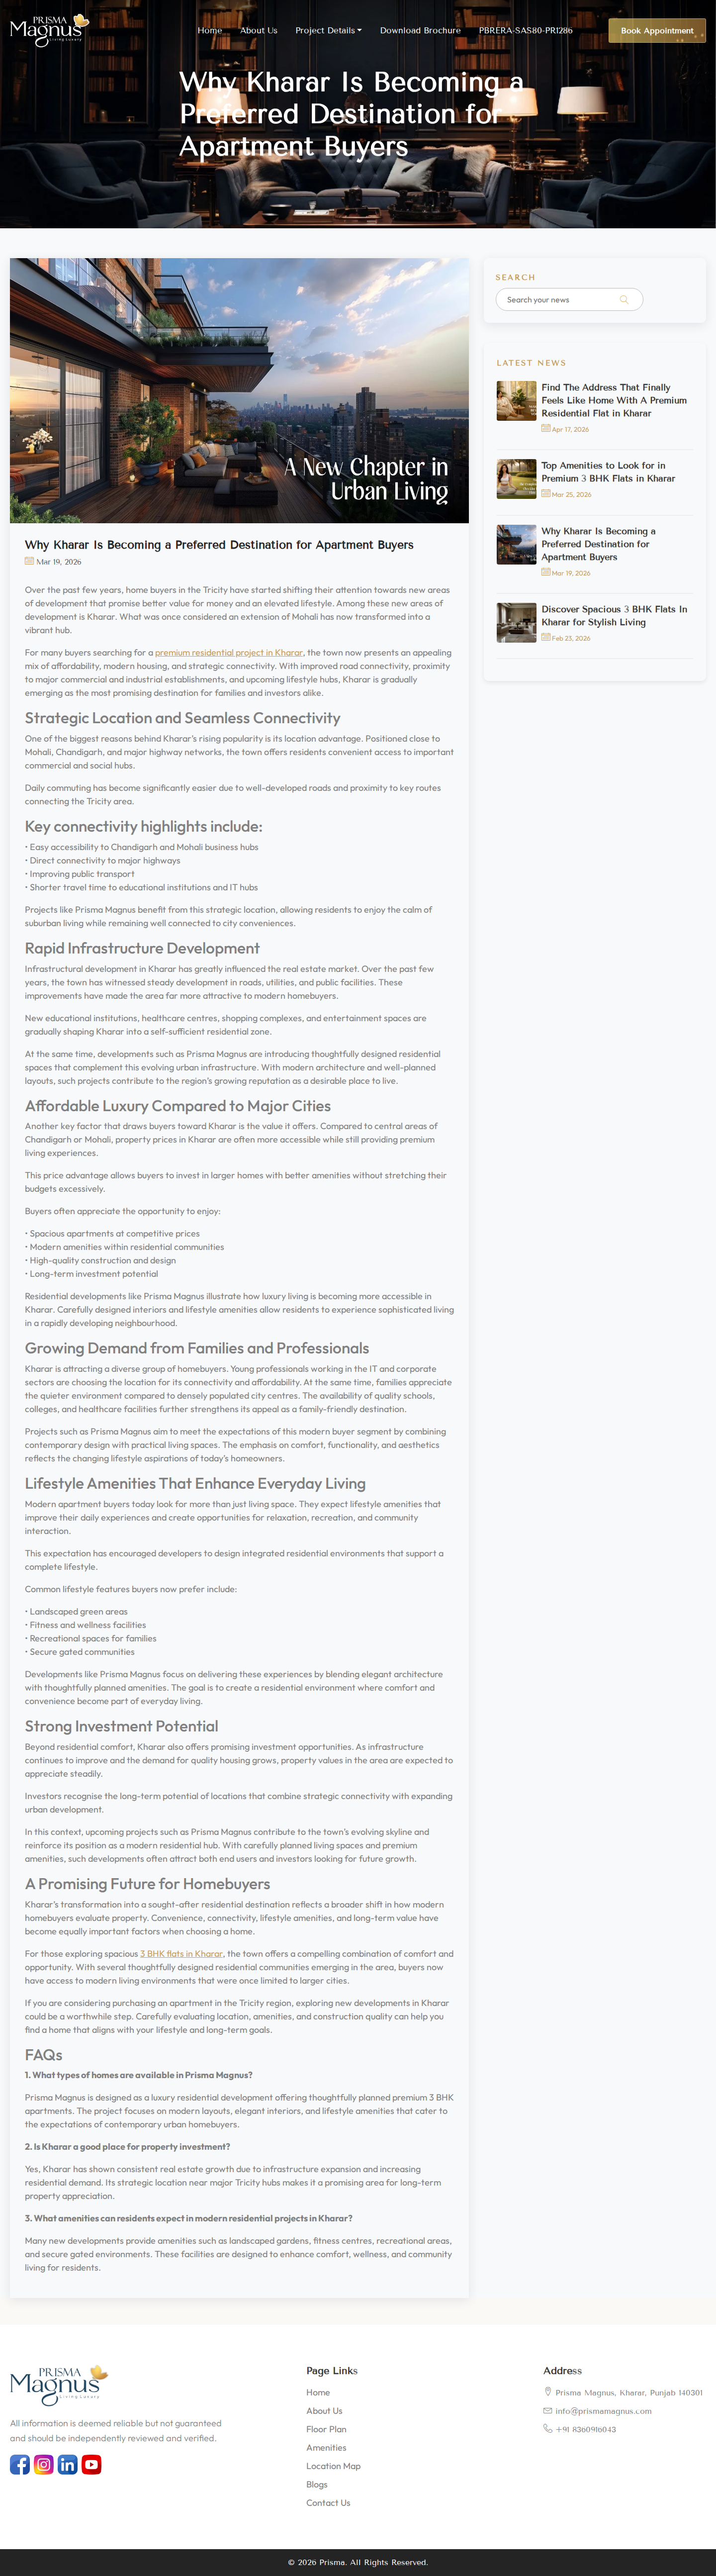 PRISMA
Magnus
Living Luxury
Home
About Us
Project Details
Download Brochure
PBRERA-SAS80-PR1286
Book Appointment
Why Kharar Is Becoming a
Preferred Destination for
Apartment Buyers
A New Chapter in
Urban Living
Why Kharar Is Becoming a Preferred Destination for Apartment Buyers
Mar 19, 2026
Over the past few years, home buyers in the Tricity have started shifting their attention towards new areas
of development that promise better value for money and an elevated lifestyle. Among these new areas of
development is Kharar. What was once considered an extension of Mohali has now transformed into a
vibrant hub.
For many buyers searching for a premium residential project in Kharar, the town now presents an appealing
mix of affordability, modern housing, and strategic connectivity. With improved road connectivity, proximity
to major commercial and industrial establishments, and upcoming lifestyle hubs, Kharar is gradually
emerging as the most promising destination for families and investors alike.
Strategic Location and Seamless Connectivity
One of the biggest reasons behind Kharar's rising popularity is its location advantage. Positioned close to
Mohali, Chandigarh, and major highway networks, the town offers residents convenient access to important
commercial and social hubs.
Daily commuting has become significantly easier due to well-developed roads and proximity to key routes
connecting the Tricity area.
Key connectivity highlights include:
• Easy accessibility to Chandigarh and Mohali business hubs
• Direct connectivity to major highways
• Improving public transport
• Shorter travel time to educational institutions and IT hubs
Projects like Prisma Magnus benefit from this strategic location, allowing residents to enjoy the calm of
suburban living while remaining well connected to city conveniences.
Rapid Infrastructure Development
Infrastructural development in Kharar has greatly influenced the real estate market. Over the past few
years, the town has witnessed steady development in roads, utilities, and public facilities. These
improvements have made the area far more attractive to modern homebuyers.
New educational institutions, healthcare centres, shopping complexes, and entertainment spaces are
gradually shaping Kharar into a self-sufficient residential zone.
At the same time, developments such as Prisma Magnus are introducing thoughtfully designed residential
spaces that complement this evolving urban infrastructure. With modern architecture and well-planned
layouts, such projects contribute to the region's growing reputation as a desirable place to live.
Affordable Luxury Compared to Major Cities
Another key factor that draws buyers toward Kharar is the value it offers. Compared to central areas of
Chandigarh or Mohali, property prices in Kharar are often more accessible while still providing premium
living experiences.
This price advantage allows buyers to invest in larger homes with better amenities without stretching their
budgets excessively.
Buyers often appreciate the opportunity to enjoy:
• Spacious apartments at competitive prices
• Modern amenities within residential communities
• High-quality construction and design
• Long-term investment potential
Residential developments like Prisma Magnus illustrate how luxury living is becoming more accessible in
Kharar. Carefully designed interiors and lifestyle amenities allow residents to experience sophisticated living
in a rapidly developing neighbourhood.
Growing Demand from Families and Professionals
Kharar is attracting a diverse group of homebuyers. Young professionals working in the IT and corporate
sectors are choosing the location for its connectivity and affordability. At the same time, families appreciate
the quieter environment compared to densely populated city centres. The availability of quality schools,
colleges, and healthcare facilities further strengthens its appeal as a family-friendly destination.
Projects such as Prisma Magnus aim to meet the expectations of this modern buyer segment by combining
contemporary design with practical living spaces. The emphasis on comfort, functionality, and aesthetics
reflects the changing lifestyle aspirations of today's homeowners.
Lifestyle Amenities That Enhance Everyday Living
Modern apartment buyers today look for more than just living space. They expect lifestyle amenities that
improve their daily experiences and create opportunities for relaxation, recreation, and community
interaction.
This expectation has encouraged developers to design integrated residential environments that support a
complete lifestyle.
Common lifestyle features buyers now prefer include:
• Landscaped green areas
• Fitness and wellness facilities
• Recreational spaces for families
• Secure gated communities
Developments like Prisma Magnus focus on delivering these experiences by blending elegant architecture
with thoughtfully planned amenities. The goal is to create a residential environment where comfort and
convenience become part of everyday living.
Strong Investment Potential
Beyond residential comfort, Kharar also offers promising investment opportunities. As infrastructure
continues to improve and the demand for quality housing grows, property values in the area are expected to
appreciate steadily.
Investors recognise the long-term potential of locations that combine strategic connectivity with expanding
urban development.
In this context, upcoming projects such as Prisma Magnus contribute to the town's evolving skyline and
reinforce its position as a modern residential hub. With carefully planned living spaces and premium
amenities, such developments often attract both end users and investors looking for future growth.
A Promising Future for Homebuyers
Kharar's transformation into a sought-after residential destination reflects a broader shift in how modern
homebuyers evaluate property. Convenience, connectivity, lifestyle amenities, and long-term value have
become equally important factors when choosing a home.
For those exploring spacious 3 BHK flats in Kharar, the town offers a compelling combination of comfort and
opportunity. With several thoughtfully designed residential communities emerging in the area, buyers now
have access to modern living environments that were once limited to larger cities.
If you are considering purchasing an apartment in the Tricity region, exploring new developments in Kharar
could be a worthwhile step. Carefully evaluating location, amenities, and construction quality can help you
find a home that aligns with your lifestyle and long-term goals.
FAQs
1. What types of homes are available in Prisma Magnus?
Prisma Magnus is designed as a luxury residential development offering thoughtfully planned premium 3 BHK
apartments. The project focuses on modern layouts, elegant interiors, and lifestyle amenities that cater to
the expectations of contemporary urban homebuyers.
2. Is Kharar a good place for property investment?
Yes, Kharar has shown consistent real estate growth due to infrastructure expansion and increasing
residential demand. Its strategic location near major Tricity hubs makes it a promising area for long-term
property appreciation.
3. What amenities can residents expect in modern residential projects in Kharar?
Many new developments provide amenities such as landscaped gardens, fitness centres, recreational areas,
and secure gated environments. These facilities are designed to enhance comfort, wellness, and community
living for residents.
SEARCH
Search your news
LATEST NEWS
Find The Address That Finally
Feels Like Home With A Premium
Residential Flat in Kharar
Apr 17, 2026
Top Amenities to Look for in
Premium 3 BHK Flats in Kharar
Mar 25, 2026
Why Kharar Is Becoming a
Preferred Destination for
Apartment Buyers
Mar 19, 2026
Discover Spacious 3 BHK Flats In
Kharar for Stylish Living
Feb 23, 2026
PRISMA
Magnus
Living Luxury
All information is deemed reliable but not guaranteed
and should be independently reviewed and verified.
Page Links
Home
About Us
Floor Plan
Amenities
Location Map
Blogs
Contact Us
Address
Prisma Magnus, Kharar, Punjab 140301
info@prismamagnus.com
+91 8360916043
© 2026 Prisma. All Rights Reserved.